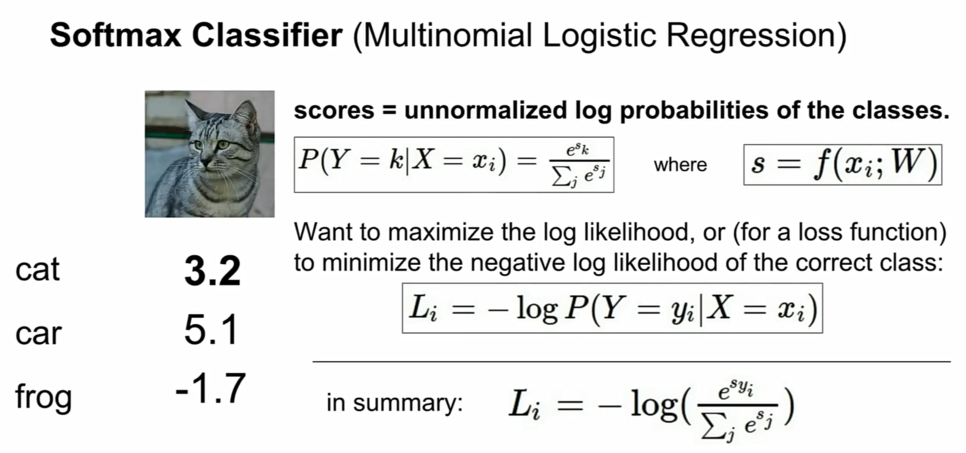 Softmax Classifier (Multinomial Logistic Regression)
scores = unnormalized log probabilities of the classes.
P(Y = k|X = x_i) = \frac{e^{s_k}}{\sum_j e^{s_j}} where s = f(x_i; W)
Want to maximize the log likelihood, or (for a loss function)
to minimize the negative log likelihood of the correct class:
L_i = − log P(Y = y_i|X = x_i)
in summary: L_i = − log(\frac{e^{s_{y_i}}}{\sum_j e^{s_j}})
cat 3.2
car 5.1
frog -1.7